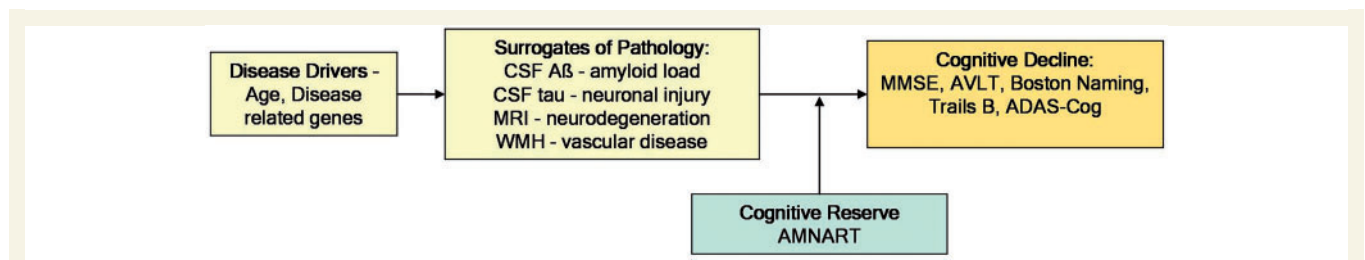 Disease Drivers -
Age, Disease
related genes
Surrogates of Pathology:
CSF Aß - amyloid load
CSF tau - neuronal injury
MRI - neurodegeneration
WMH - vascular disease
Cognitive Decline:
MMSE, AVLT, Boston Naming,
Trails B, ADAS-Cog
Cognitive Reserve
AMNART